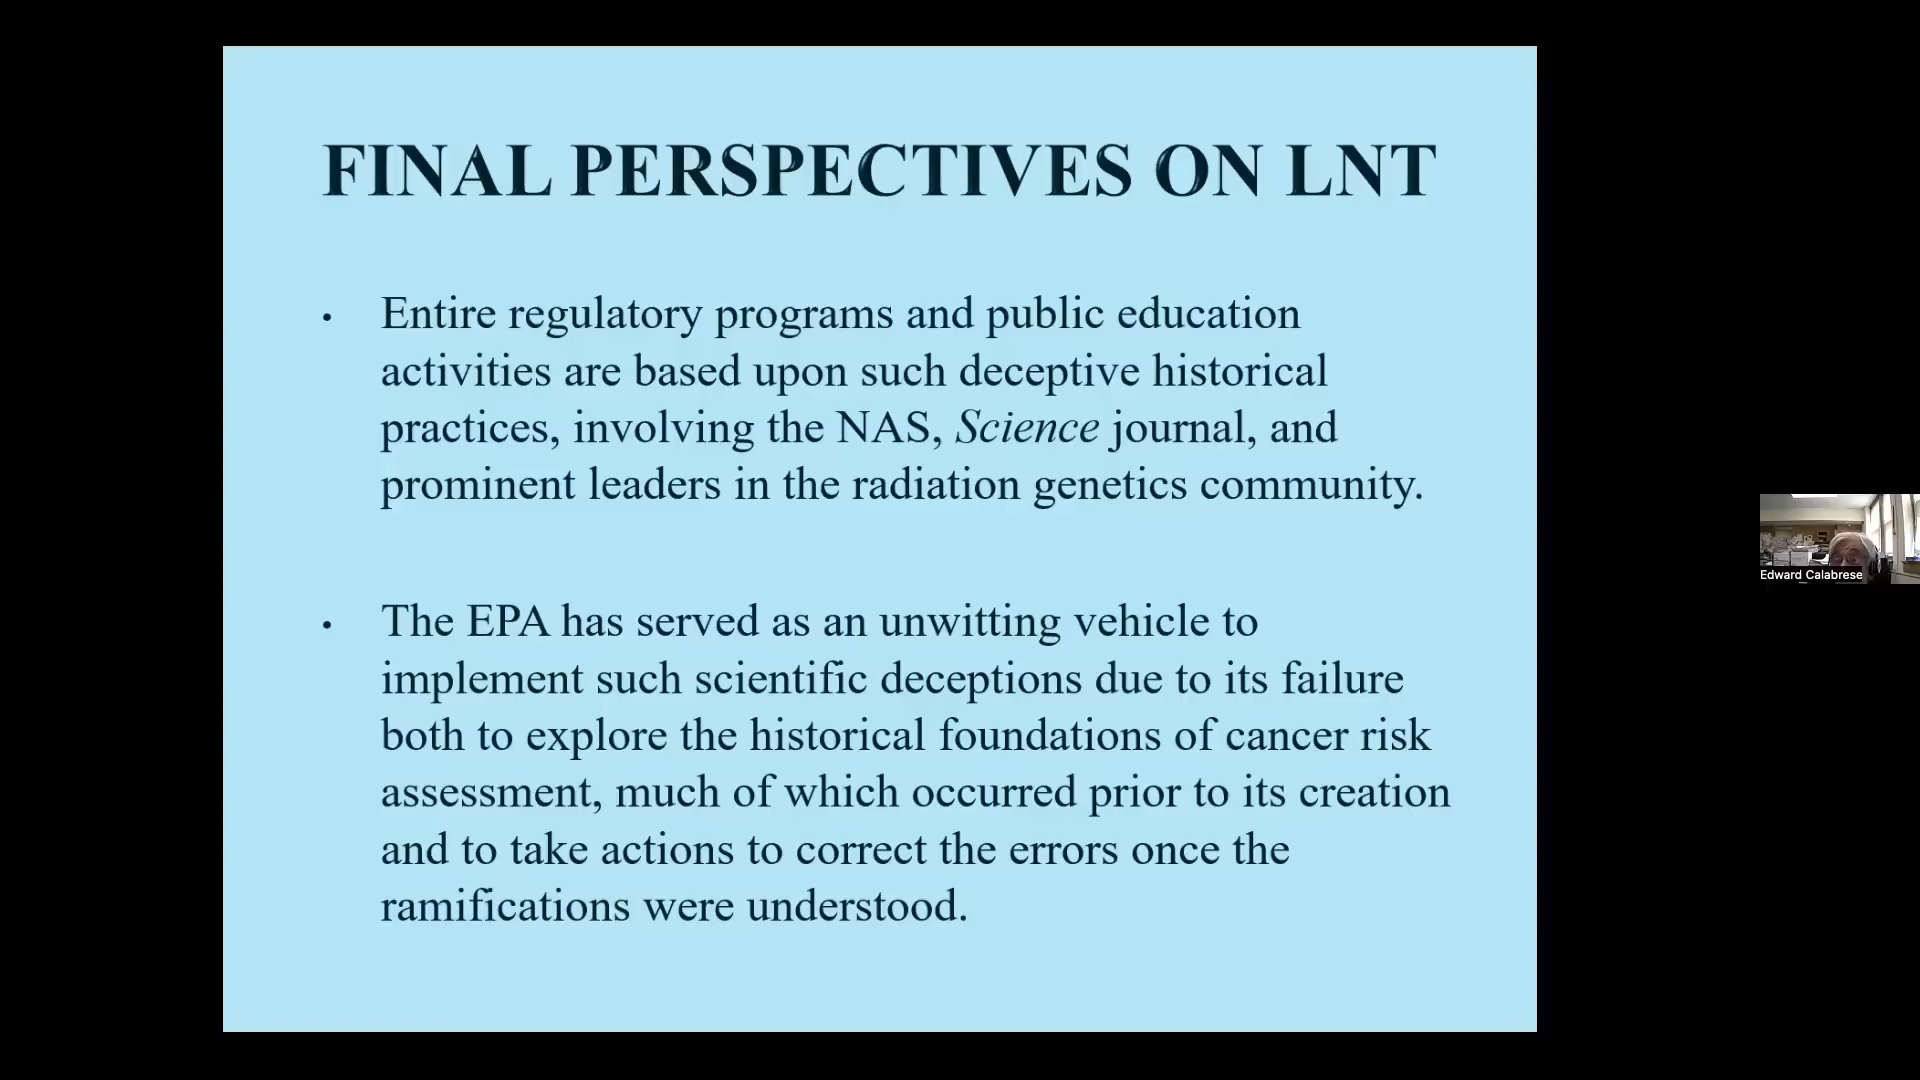 FINAL PERSPECTIVES ON LNT
• Entire regulatory programs and public education
activities are based upon such deceptive historical
practices, involving the NAS, Science journal, and
prominent leaders in the radiation genetics community.
• The EPA has served as an unwitting vehicle to
implement such scientific deceptions due to its failure
both to explore the historical foundations of cancer risk
assessment, much of which occurred prior to its creation
and to take actions to correct the errors once the
ramifications were understood.
Edward Calabrese